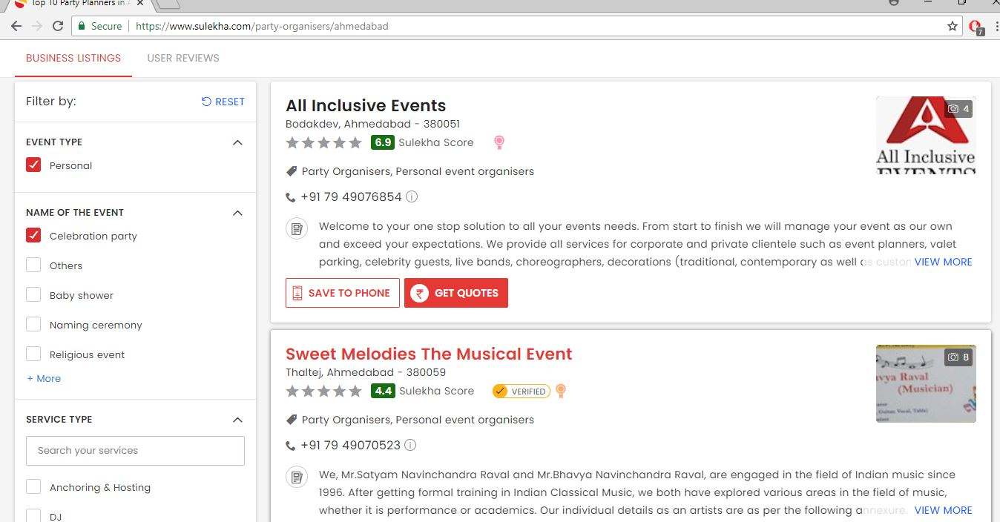 Top 10 Party Planners in A
Secure
https://www.sulekha.com/party-organisers/ahmedabad
7
BUSINESS LISTINGS
USER REVIEWS
Filter by:
RESET
EVENT TYPE
Personal
NAME OF THE EVENT
Celebration party
Others
Baby shower
Naming ceremony
Religious event
+ More
SERVICE TYPE
Search your services
Anchoring & Hosting
DJ
All Inclusive Events
Bodakdev, Ahmedabad - 380051
6.9 Sulekha Score
Party Organisers, Personal event organisers
+91 79 49076854
Welcome to your one stop solution to all your events needs. From start to finish we will manage your event as our own
and exceed your expectations. We provide all services for corporate and private clientele such as event planners, valet
parking, celebrity guests, live bands, choreographers, decorations (traditional, contemporary as well as custom VIEW MORE
SAVE TO PHONE
GET QUOTES
4
All Inclusive
EVENTS
Sweet Melodies The Musical Event
Thaltej, Ahmedabad - 380059
4.4 Sulekha Score
VERIFIED
Party Organisers, Personal event organisers
+91 79 49070523
We, Mr.Satyam Navinchandra Raval and Mr.Bhavya Navinchandra Raval, are engaged in the field of Indian music since
1996. After getting formal training in Indian Classical Music, we both have explored various areas in the field of music,
whether it is performance or academics. Our individual details as an artists are as per the following annexure. VIEW MORE
8
avya Raval
(Musician)
Guitar, Vocal, Tabla)